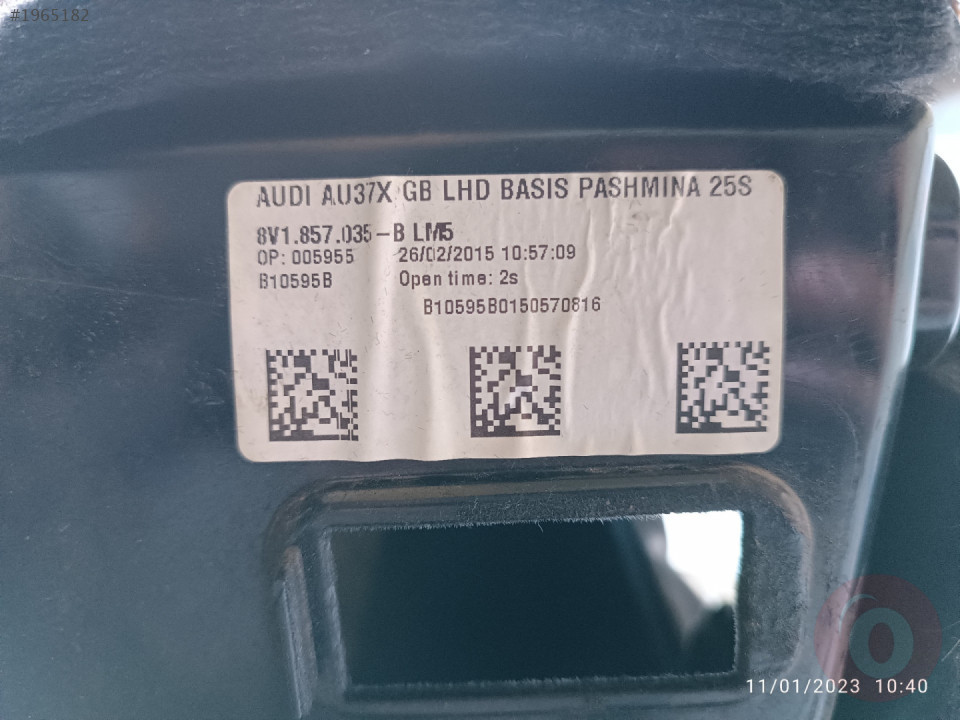 #1965182
AUDI AU37X GB LHD BASIS PASHMINA 25S
8V1.857.035-B LM5
OP: 005955 26/02/2015 10:57:09
B10595B Open time: 2s
B10595B0150570816
11/01/2023 10:40